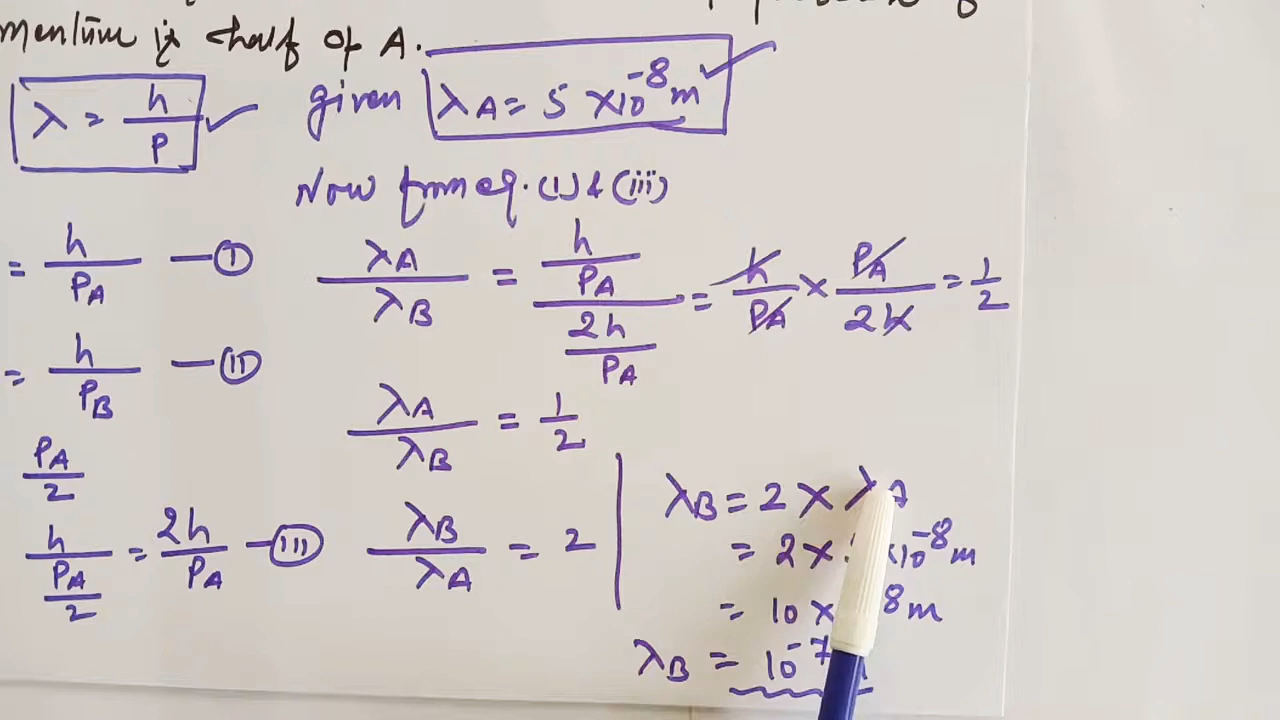 mentum is half of A.
λ = h/P given λA = 5 × 10⁻⁸ m
Now from eq. (1) & (iii)
= h/PA — (I)
λA/λB = (h/PA)/(2h/PA) = h/PA × PA/2h = 1/2
= h/PB — (II)
λA/λB = 1/2
PA/2
h/(PA/2) = 2h/PA — (III)
λB/λA = 2
λB = 2 × λA
= 2 × ×10⁻⁸ m
= 10 × ⁸ m
λB = 10⁻⁷